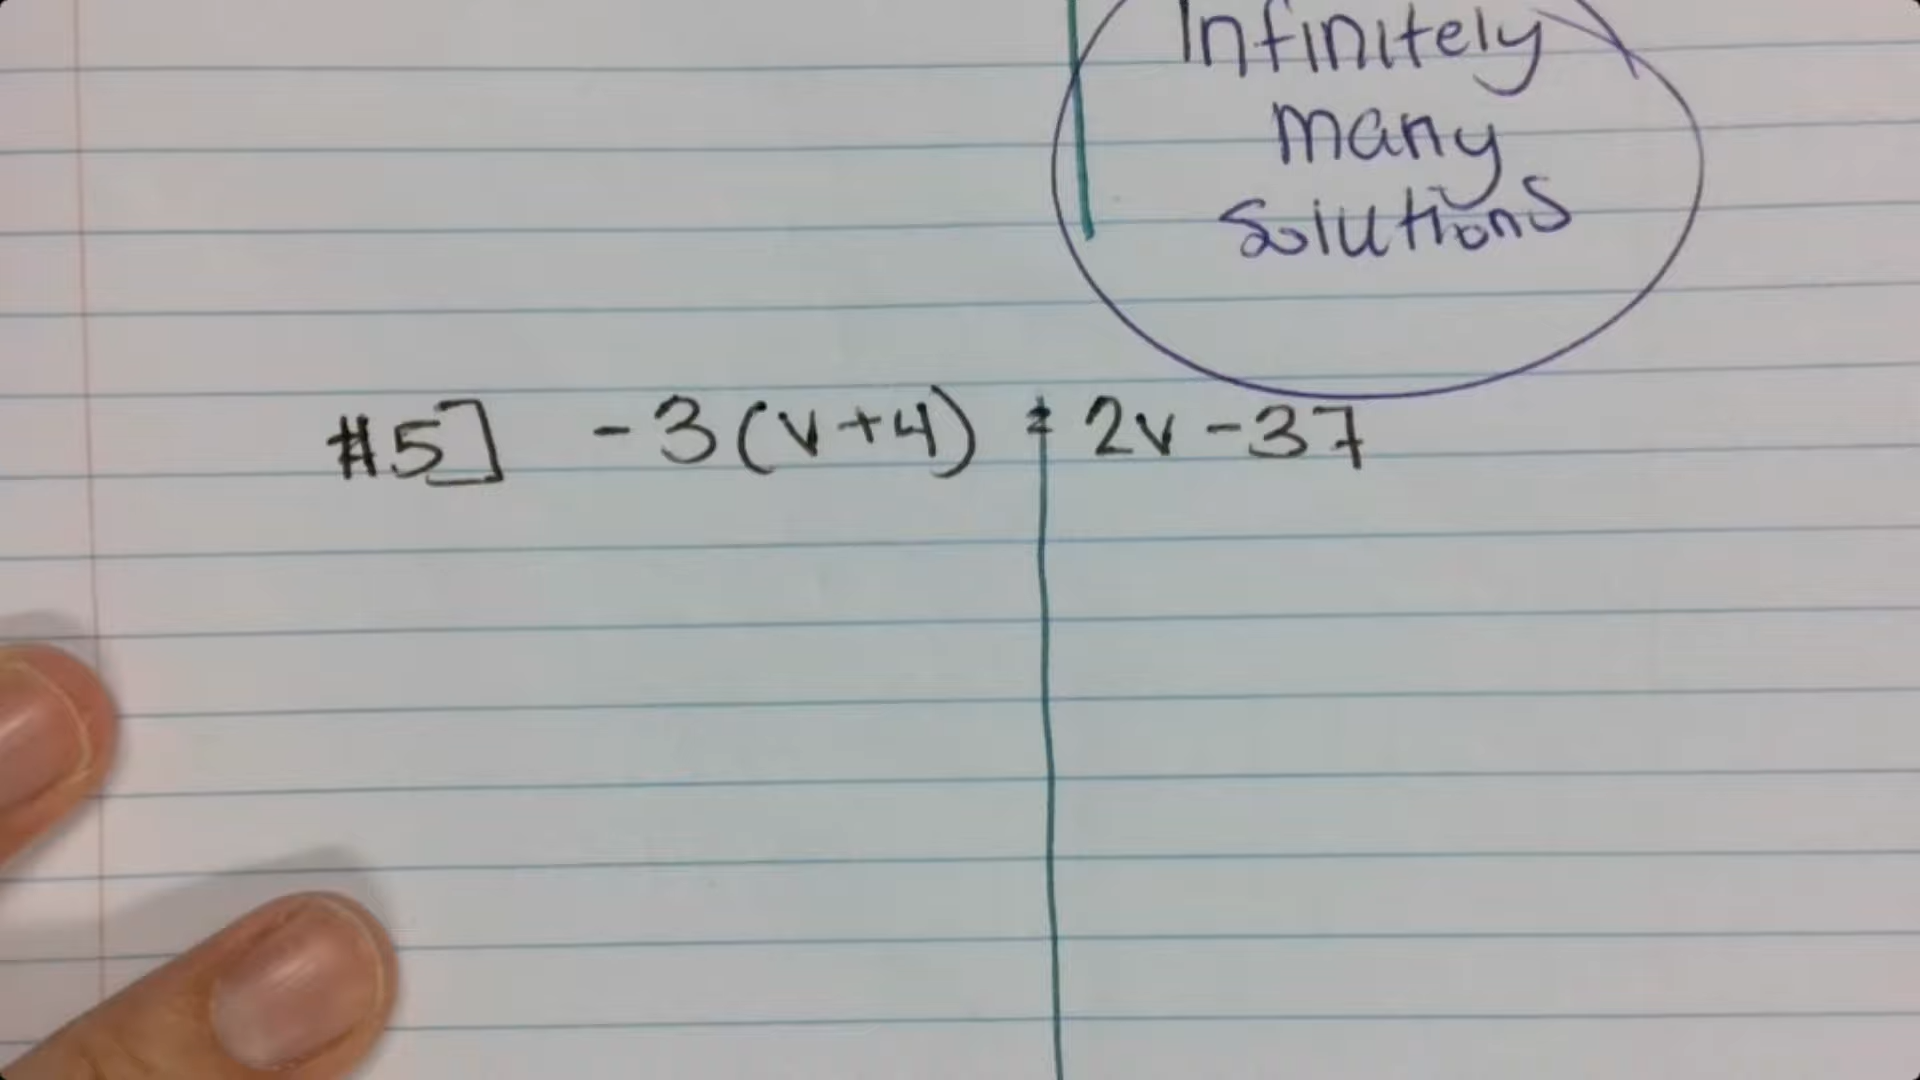 Infinitely
many
solutions
#5] -3(v+4) = 2v-37